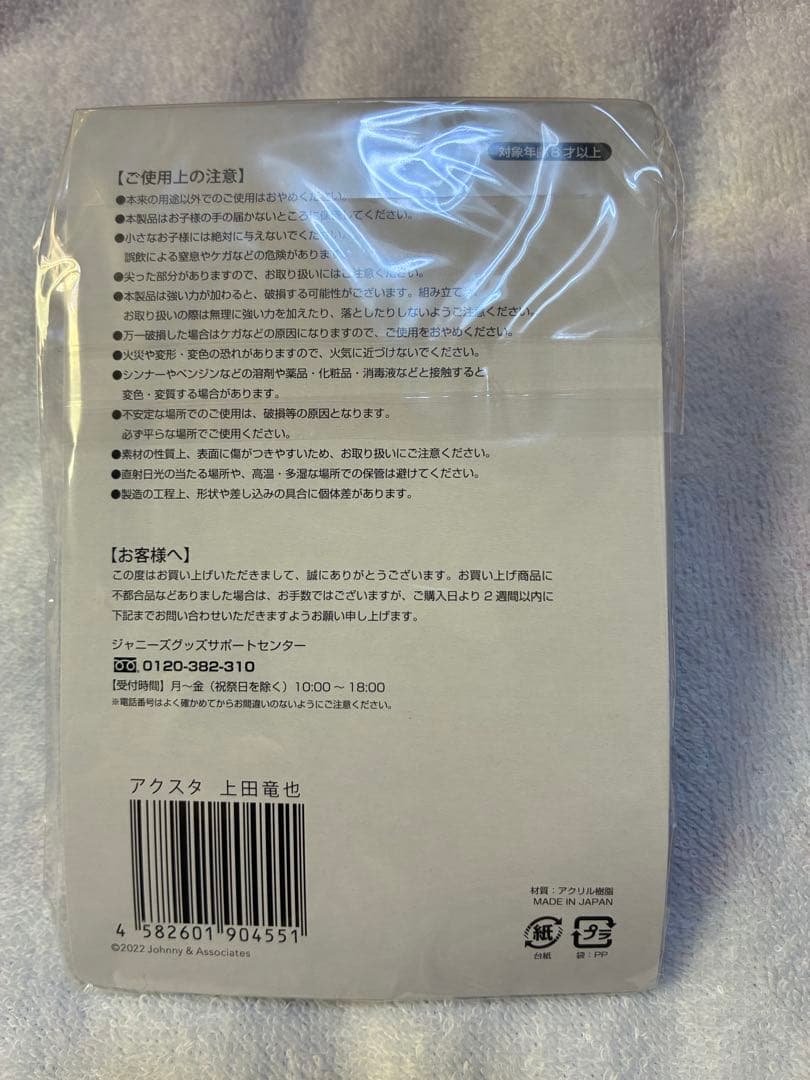 対象年齢8才以上
【ご使用上の注意】
●本来の用途以外でのご使用はおやめください。
●本製品はお子様の手の届かないところに保管してください。
●小さなお子様には絶対に与えないでください。
誤飲による窒息やケガなどの危険があります。
●尖った部分がありますので、お取り扱いにはご注意ください。
●本製品は強い力が加わると、破損する可能性がございます。組み立てや、
お取り扱いの際は無理に強い力を加えたり、落としたりしないようご注意ください。
●万一破損した場合はケガなどの原因になりますので、ご使用をおやめください。
●火災や変形・変色の恐れがありますので、火気に近づけないでください。
●シンナーやベンジンなどの溶剤や薬品・化粧品・消毒液などと接触すると
変色・変質する場合があります。
●不安定な場所でのご使用は、破損等の原因となります。
必ず平らな場所でご使用ください。
●素材の性質上、表面に傷がつきやすいため、お取り扱いにご注意ください。
●直射日光の当たる場所や、高温・多湿な場所での保管は避けてください。
●製造の工程上、形状や差し込みの具合に個体差があります。
【お客様へ】
この度はお買い上げいただきまして、誠にありがとうございます。お買い上げ商品に
不都合品などありました場合は、お手数ではございますが、ご購入日より2週間以内に
下記までお問い合わせいただきますようお願い申し上げます。
ジャニーズグッズサポートセンター
0120-382-310
【受付時間】月～金（祝祭日を除く）10:00～18:00
※電話番号はよく確かめてからお間違いのないようにご注意ください。
アクスタ 上田竜也
4 582601 904551
©2022 Johnny & Associates
材質：アクリル樹脂
MADE IN JAPAN
紙 プラ
台紙 袋：PP